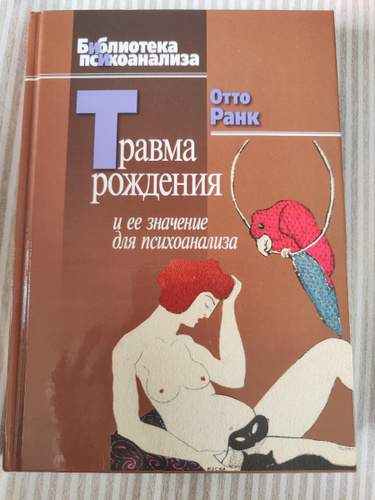 Библиотека
психоанализа
Отто
Ранк
Травма
рождения
и ее значение
для психоанализа